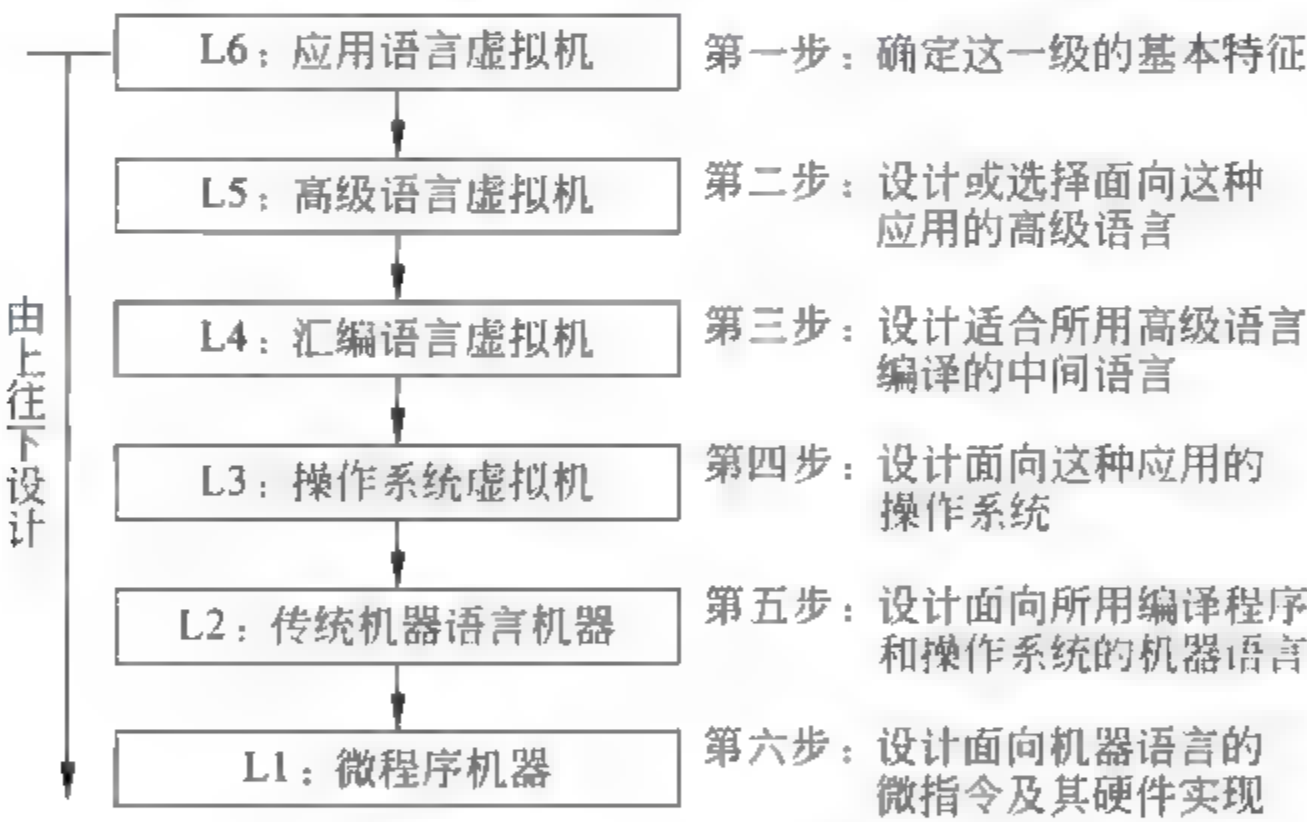 L6：应用语言虚拟机
第一步：确定这一级的基本特征
L5：高级语言虚拟机
第二步：设计或选择面向这种
应用的高级语言
L4：汇编语言虚拟机
第三步：设计适合所用高级语言
编译的中间语言
L3：操作系统虚拟机
第四步：设计面向这种应用的
操作系统
L2：传统机器语言机器
第五步：设计面向所用编译程序
和操作系统的机器语言
L1：微程序机器
第六步：设计面向机器语言的
微指令及其硬件实现
由上往下设计